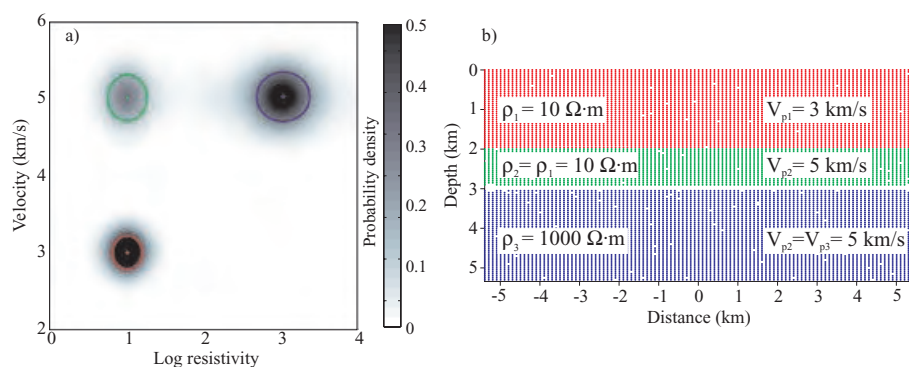 a)
6
5
4
3
2
Velocity (km/s)
0 1 2 3 4
Log resistivity
0.5
0.4
0.3
0.2
0.1
0
Probability density
b)
0
1
2
3
4
5
Depth (km)
ρ₁ = 10 Ω·m
Vₚ₁= 3 km/s
ρ₂ = ρ₁= 10 Ω·m
Vₚ₂= 5 km/s
ρ₃ = 1000 Ω·m
Vₚ₂=Vₚ₃= 5 km/s
-5 -4 -3 -2 -1 0 1 2 3 4 5
Distance (km)